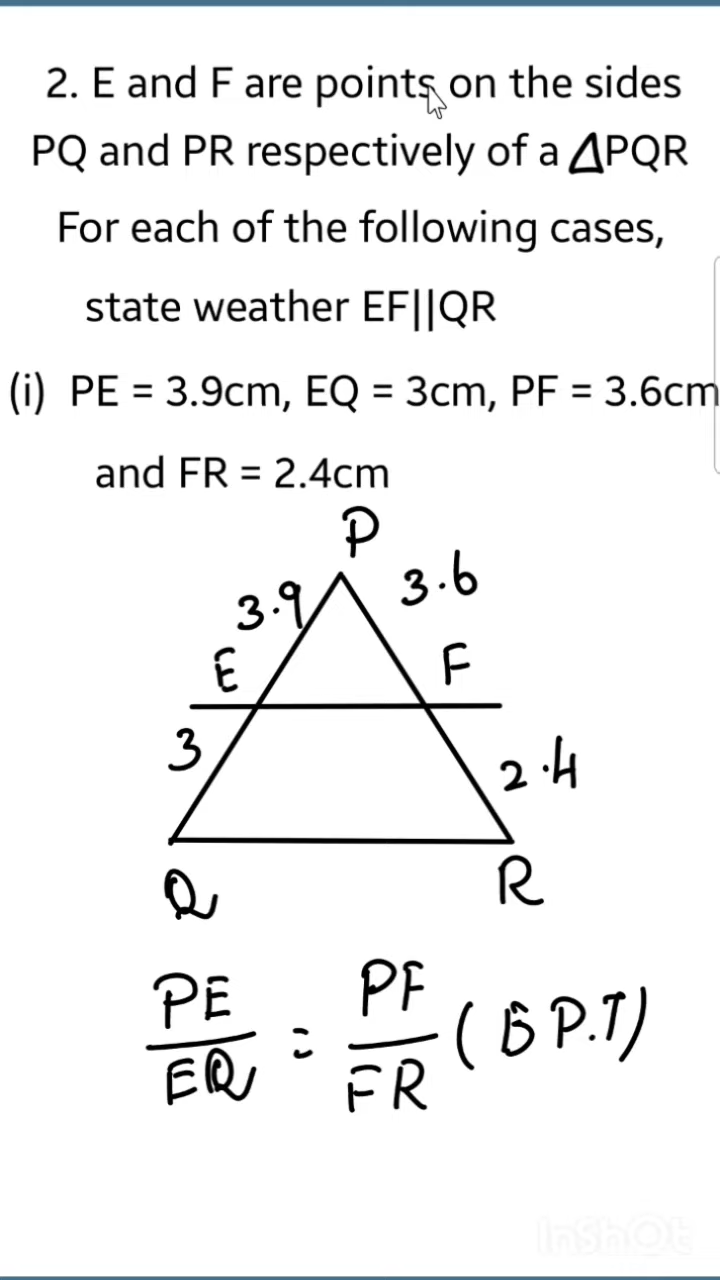 2. E and F are points on the sides
PQ and PR respectively of a △PQR
For each of the following cases,
state weather EF||QR
(i) PE = 3.9cm, EQ = 3cm, PF = 3.6cm
and FR = 2.4cm
P
3.9
3.6
E
F
3
2.4
Q
R
PE/EQ = PF/FR (B P.T)
InShOt